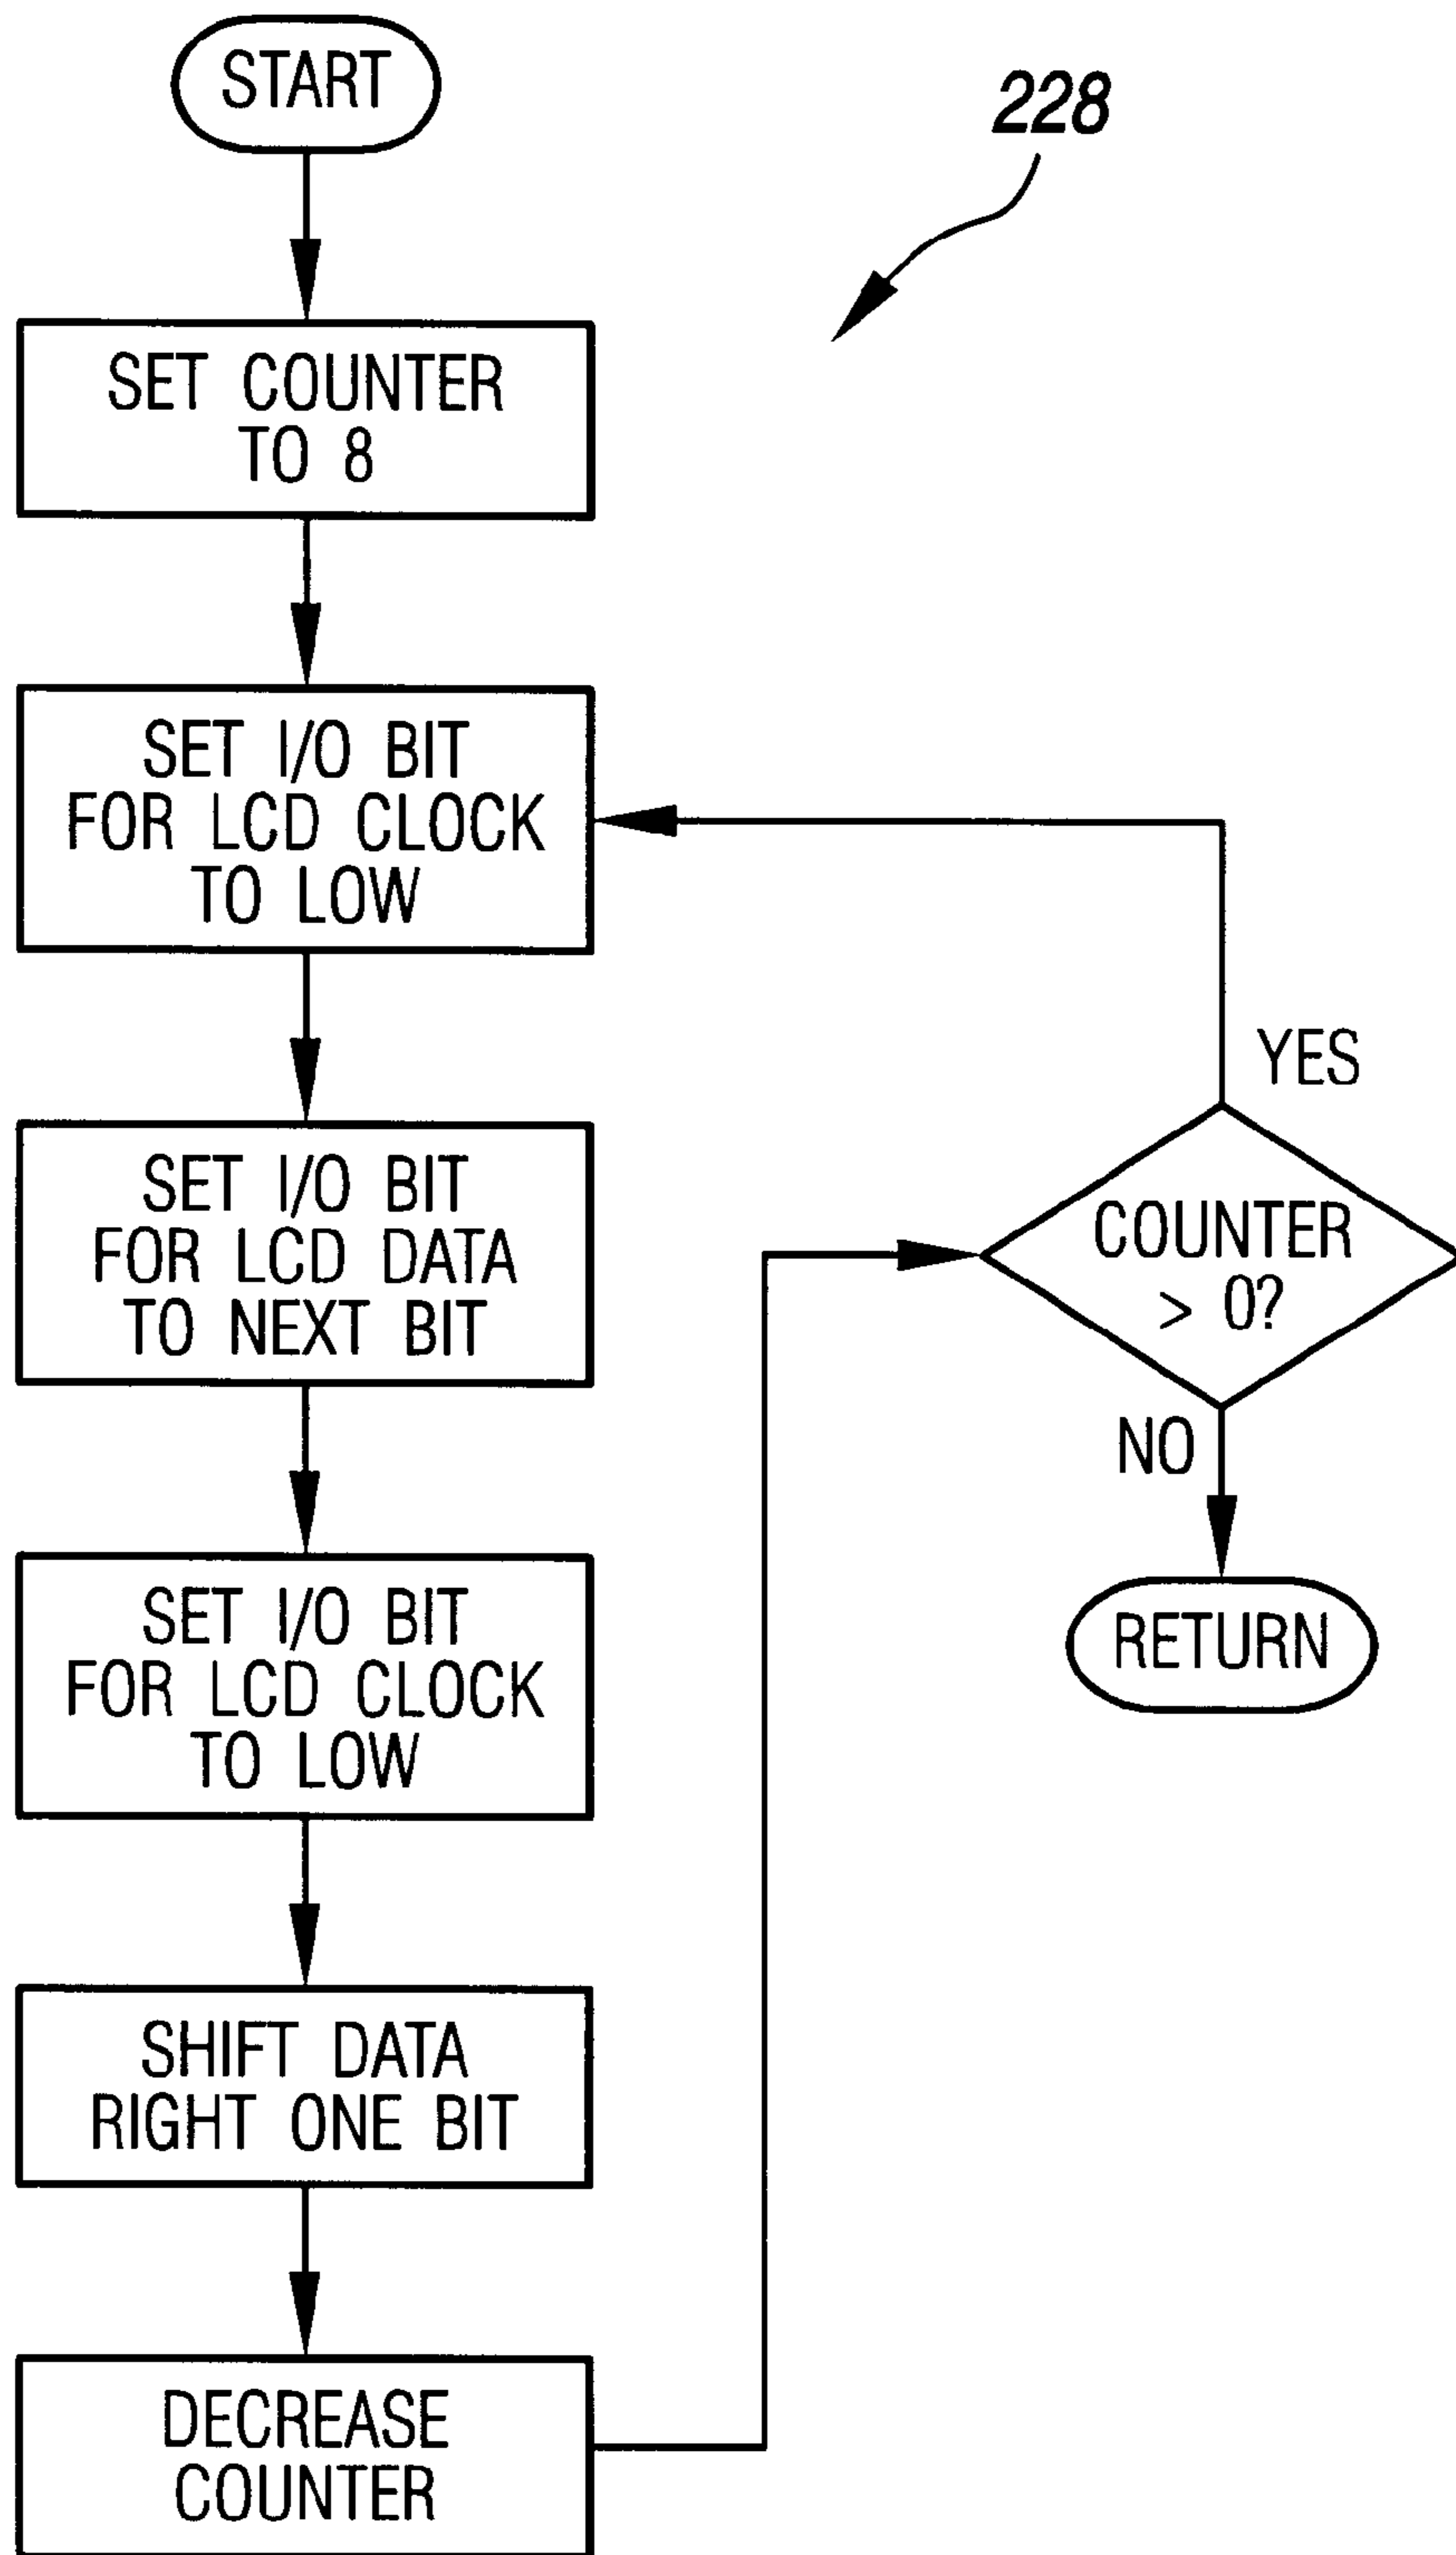 START
228
SET COUNTER
TO 8
SET I/O BIT
FOR LCD CLOCK
TO LOW
SET I/O BIT
FOR LCD DATA
TO NEXT BIT
SET I/O BIT
FOR LCD CLOCK
TO LOW
SHIFT DATA
RIGHT ONE BIT
DECREASE
COUNTER
YES
COUNTER
> 0?
NO
RETURN